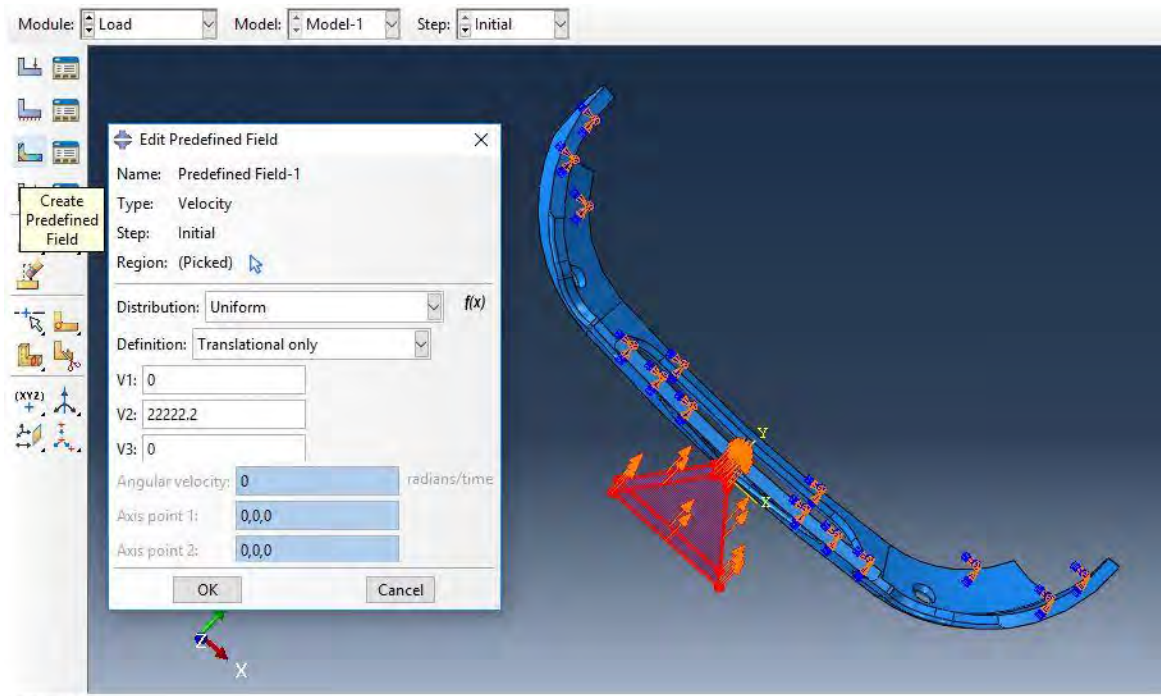 Module: Load Model: Model-1 Step: Initial
Edit Predefined Field
Name: Predefined Field-1
Type: Velocity
Step: Initial
Region: (Picked)
Distribution: Uniform f(x)
Definition: Translational only
V1: 0
V2: 22222.2
V3: 0
Angular velocity: 0 radians/time
Axis point 1: 0,0,0
Axis point 2: 0,0,0
OK Cancel
Create
Predefined
Field
(XYZ)
Y
X
Z
X